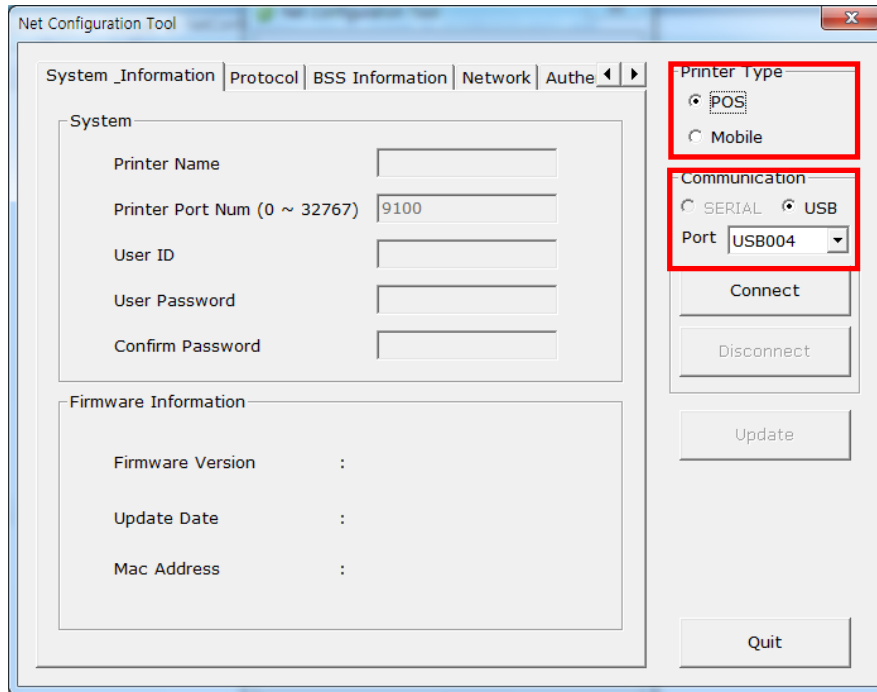 Net Configuration Tool
System _Information
Protocol
BSS Information
Network
Authe
System
Printer Name
Printer Port Num (0 ~ 32767)
9100
User ID
User Password
Confirm Password
Firmware Information
Firmware Version :
Update Date :
Mac Address :
Printer Type
POS
Mobile
Communication
SERIAL
USB
Port
USB004
Connect
Disconnect
Update
Quit